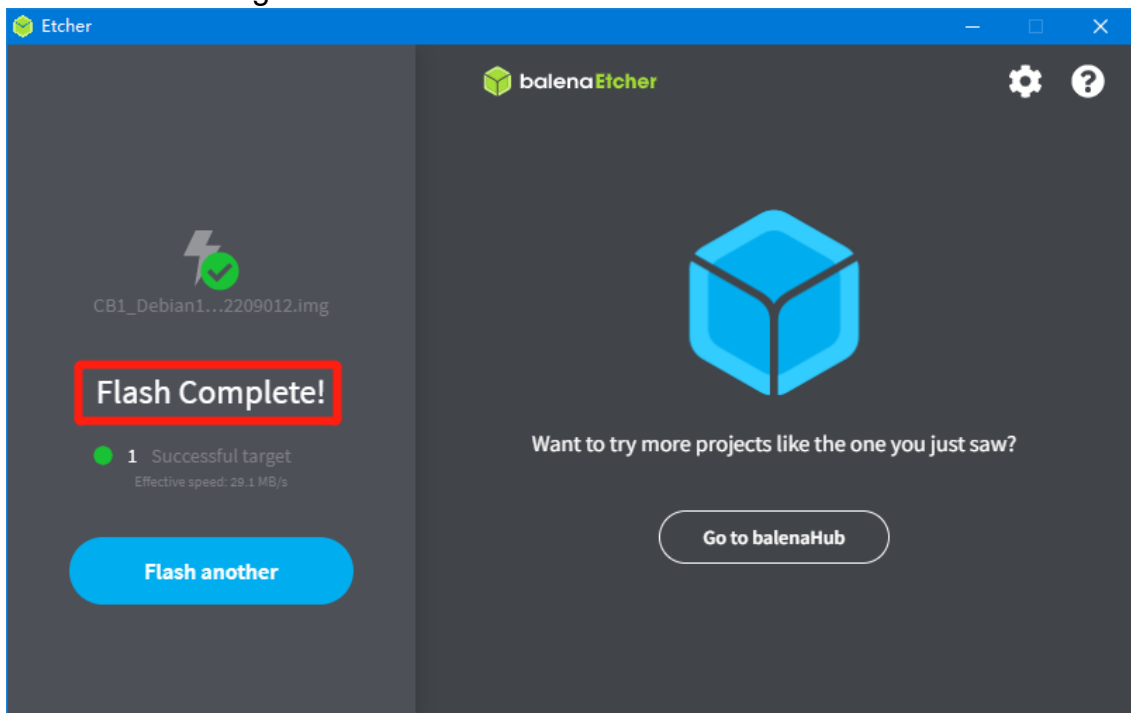 Etcher
balenaEtcher
CB1_Debian1...2209012.img
Flash Complete!
1 Successful target
Effective speed: 29.1 MB/s
Flash another
Want to try more projects like the one you just saw?
Go to balenaHub